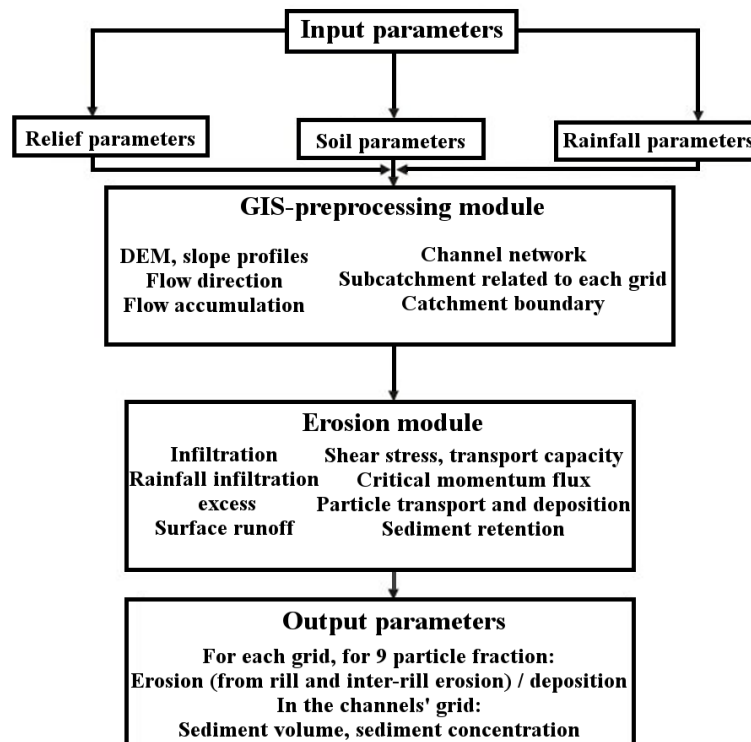 Input parameters
Relief parameters
Soil parameters
Rainfall parameters
GIS-preprocessing module
DEM, slope profiles
Flow direction
Flow accumulation
Channel network
Subcatchment related to each grid
Catchment boundary
Erosion module
Infiltration
Rainfall infiltration
excess
Surface runoff
Shear stress, transport capacity
Critical momentum flux
Particle transport and deposition
Sediment retention
Output parameters
For each grid, for 9 particle fraction:
Erosion (from rill and inter-rill erosion) / deposition
In the channels' grid:
Sediment volume, sediment concentration